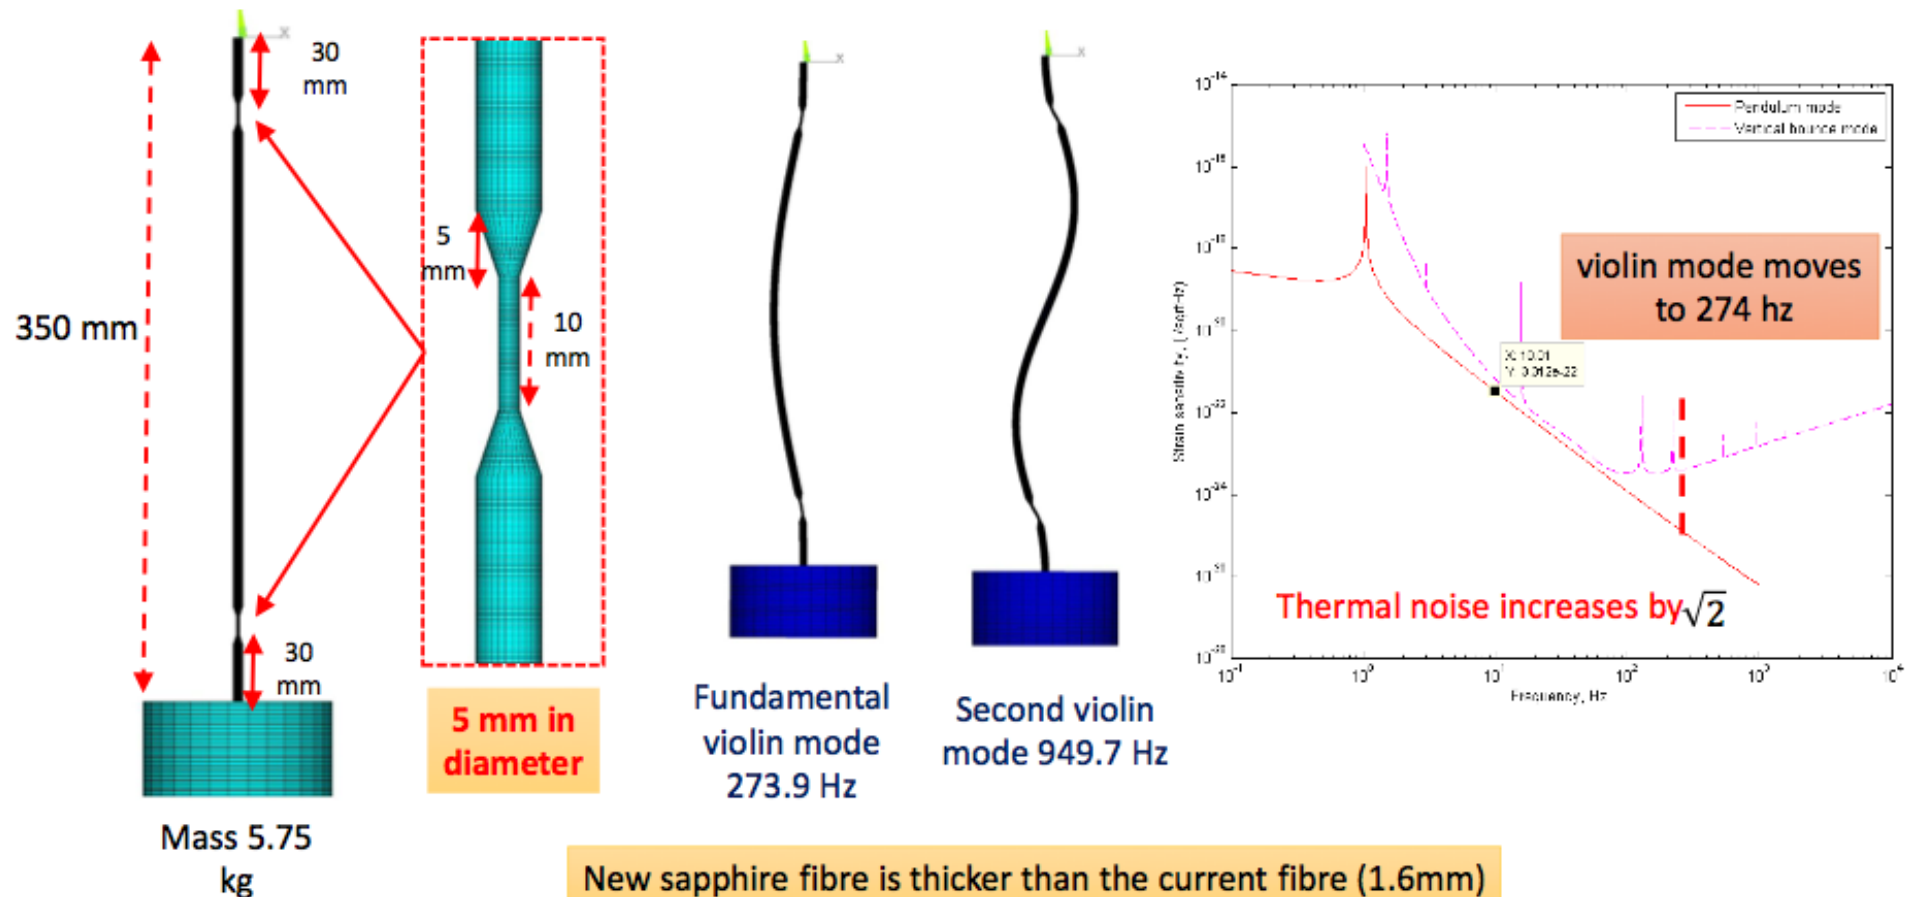 30
mm
350 mm
30
mm
Mass 5.75
kg
5
mm
10
mm
5 mm in
diameter
x
x
x
Fundamental
violin mode
273.9 Hz
Second violin
mode 949.7 Hz
Pendulum mode
Vertical bounce mode
violin mode moves
to 274 hz
Thermal noise increases by √2
Frequency, Hz
New sapphire fibre is thicker than the current fibre (1.6mm)